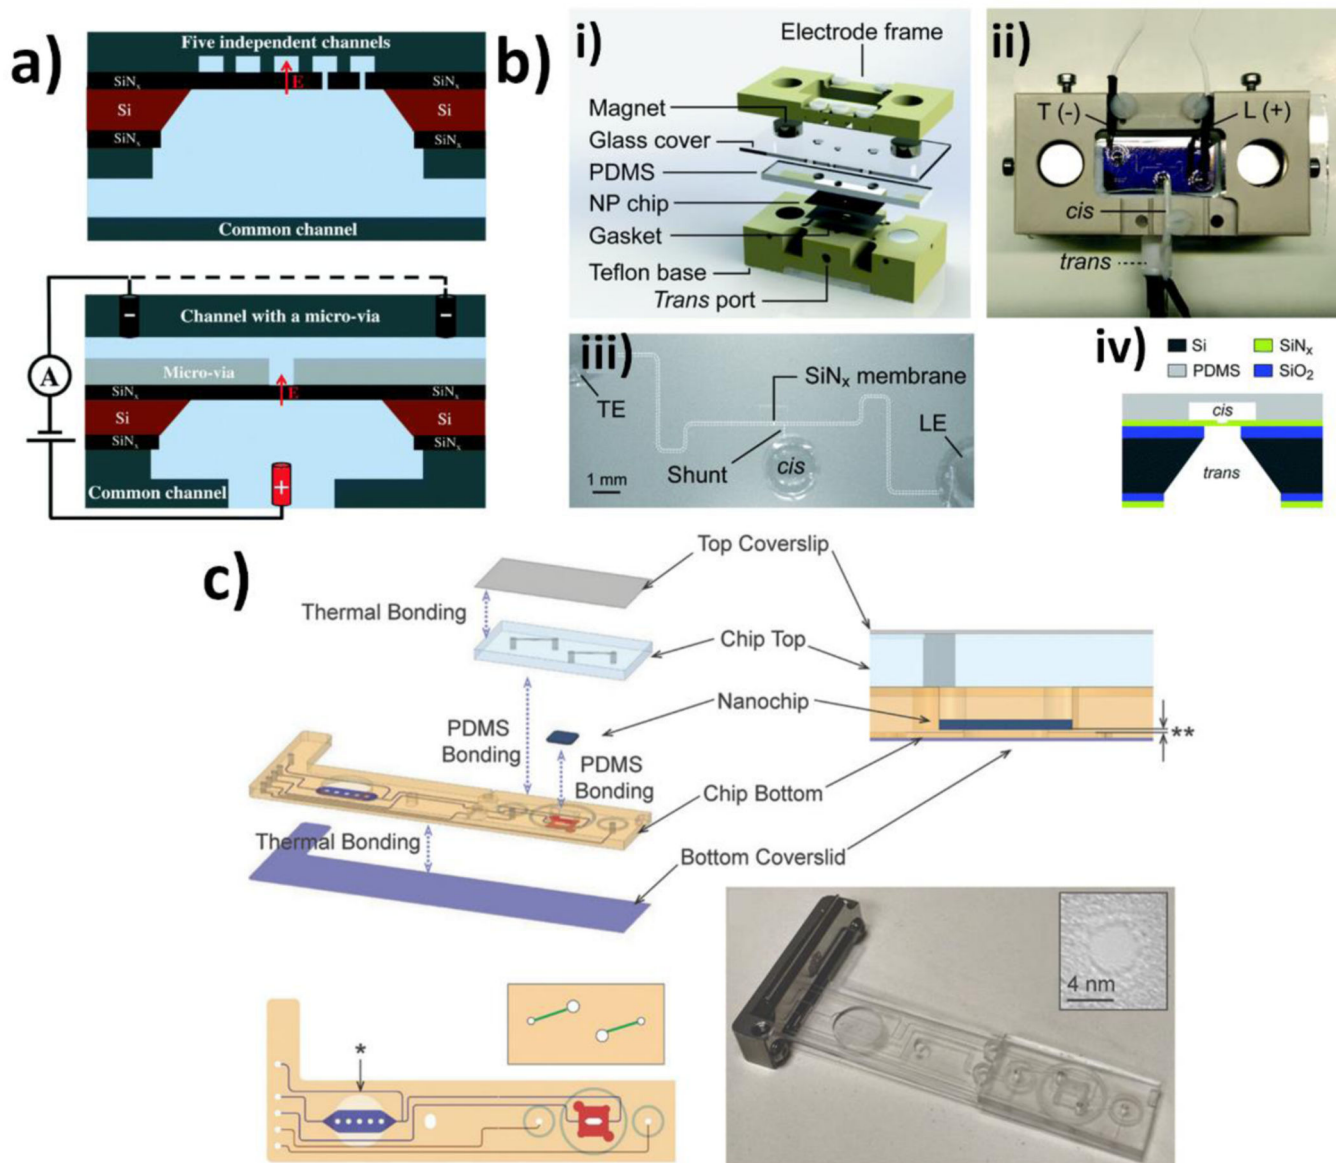 a)
Five independent channels
SiNx
SiNx
E
Si
Si
SiNx
SiNx
Common channel
Channel with a micro-via
A
Micro-via
SiNx
SiNx
E
Si
Si
SiNx
SiNx
+
Common channel
b)
i)
Electrode frame
Magnet
Glass cover
PDMS
NP chip
Gasket
Teflon base
Trans port
ii)
T (-)
L (+)
cis
trans
iii)
SiNx membrane
TE
LE
Shunt
cis
1 mm
iv)
Si
SiNx
PDMS
SiO2
cis
trans
c)
Top Coverslip
Thermal Bonding
Chip Top
Nanochip
**
PDMS
Bonding
PDMS
Bonding
Chip Bottom
Thermal Bonding
Bottom Coverslid
4 nm
*